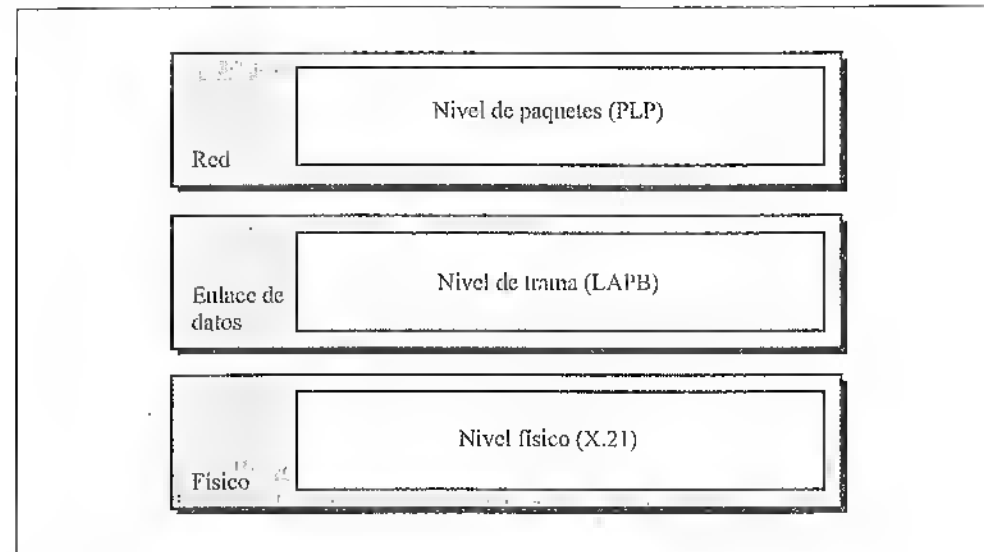 Nivel de paquetes (PLP)
Red
Nivel de trama (LAPB)
Enlace de
datos
Nivel físico (X.21)
Físico